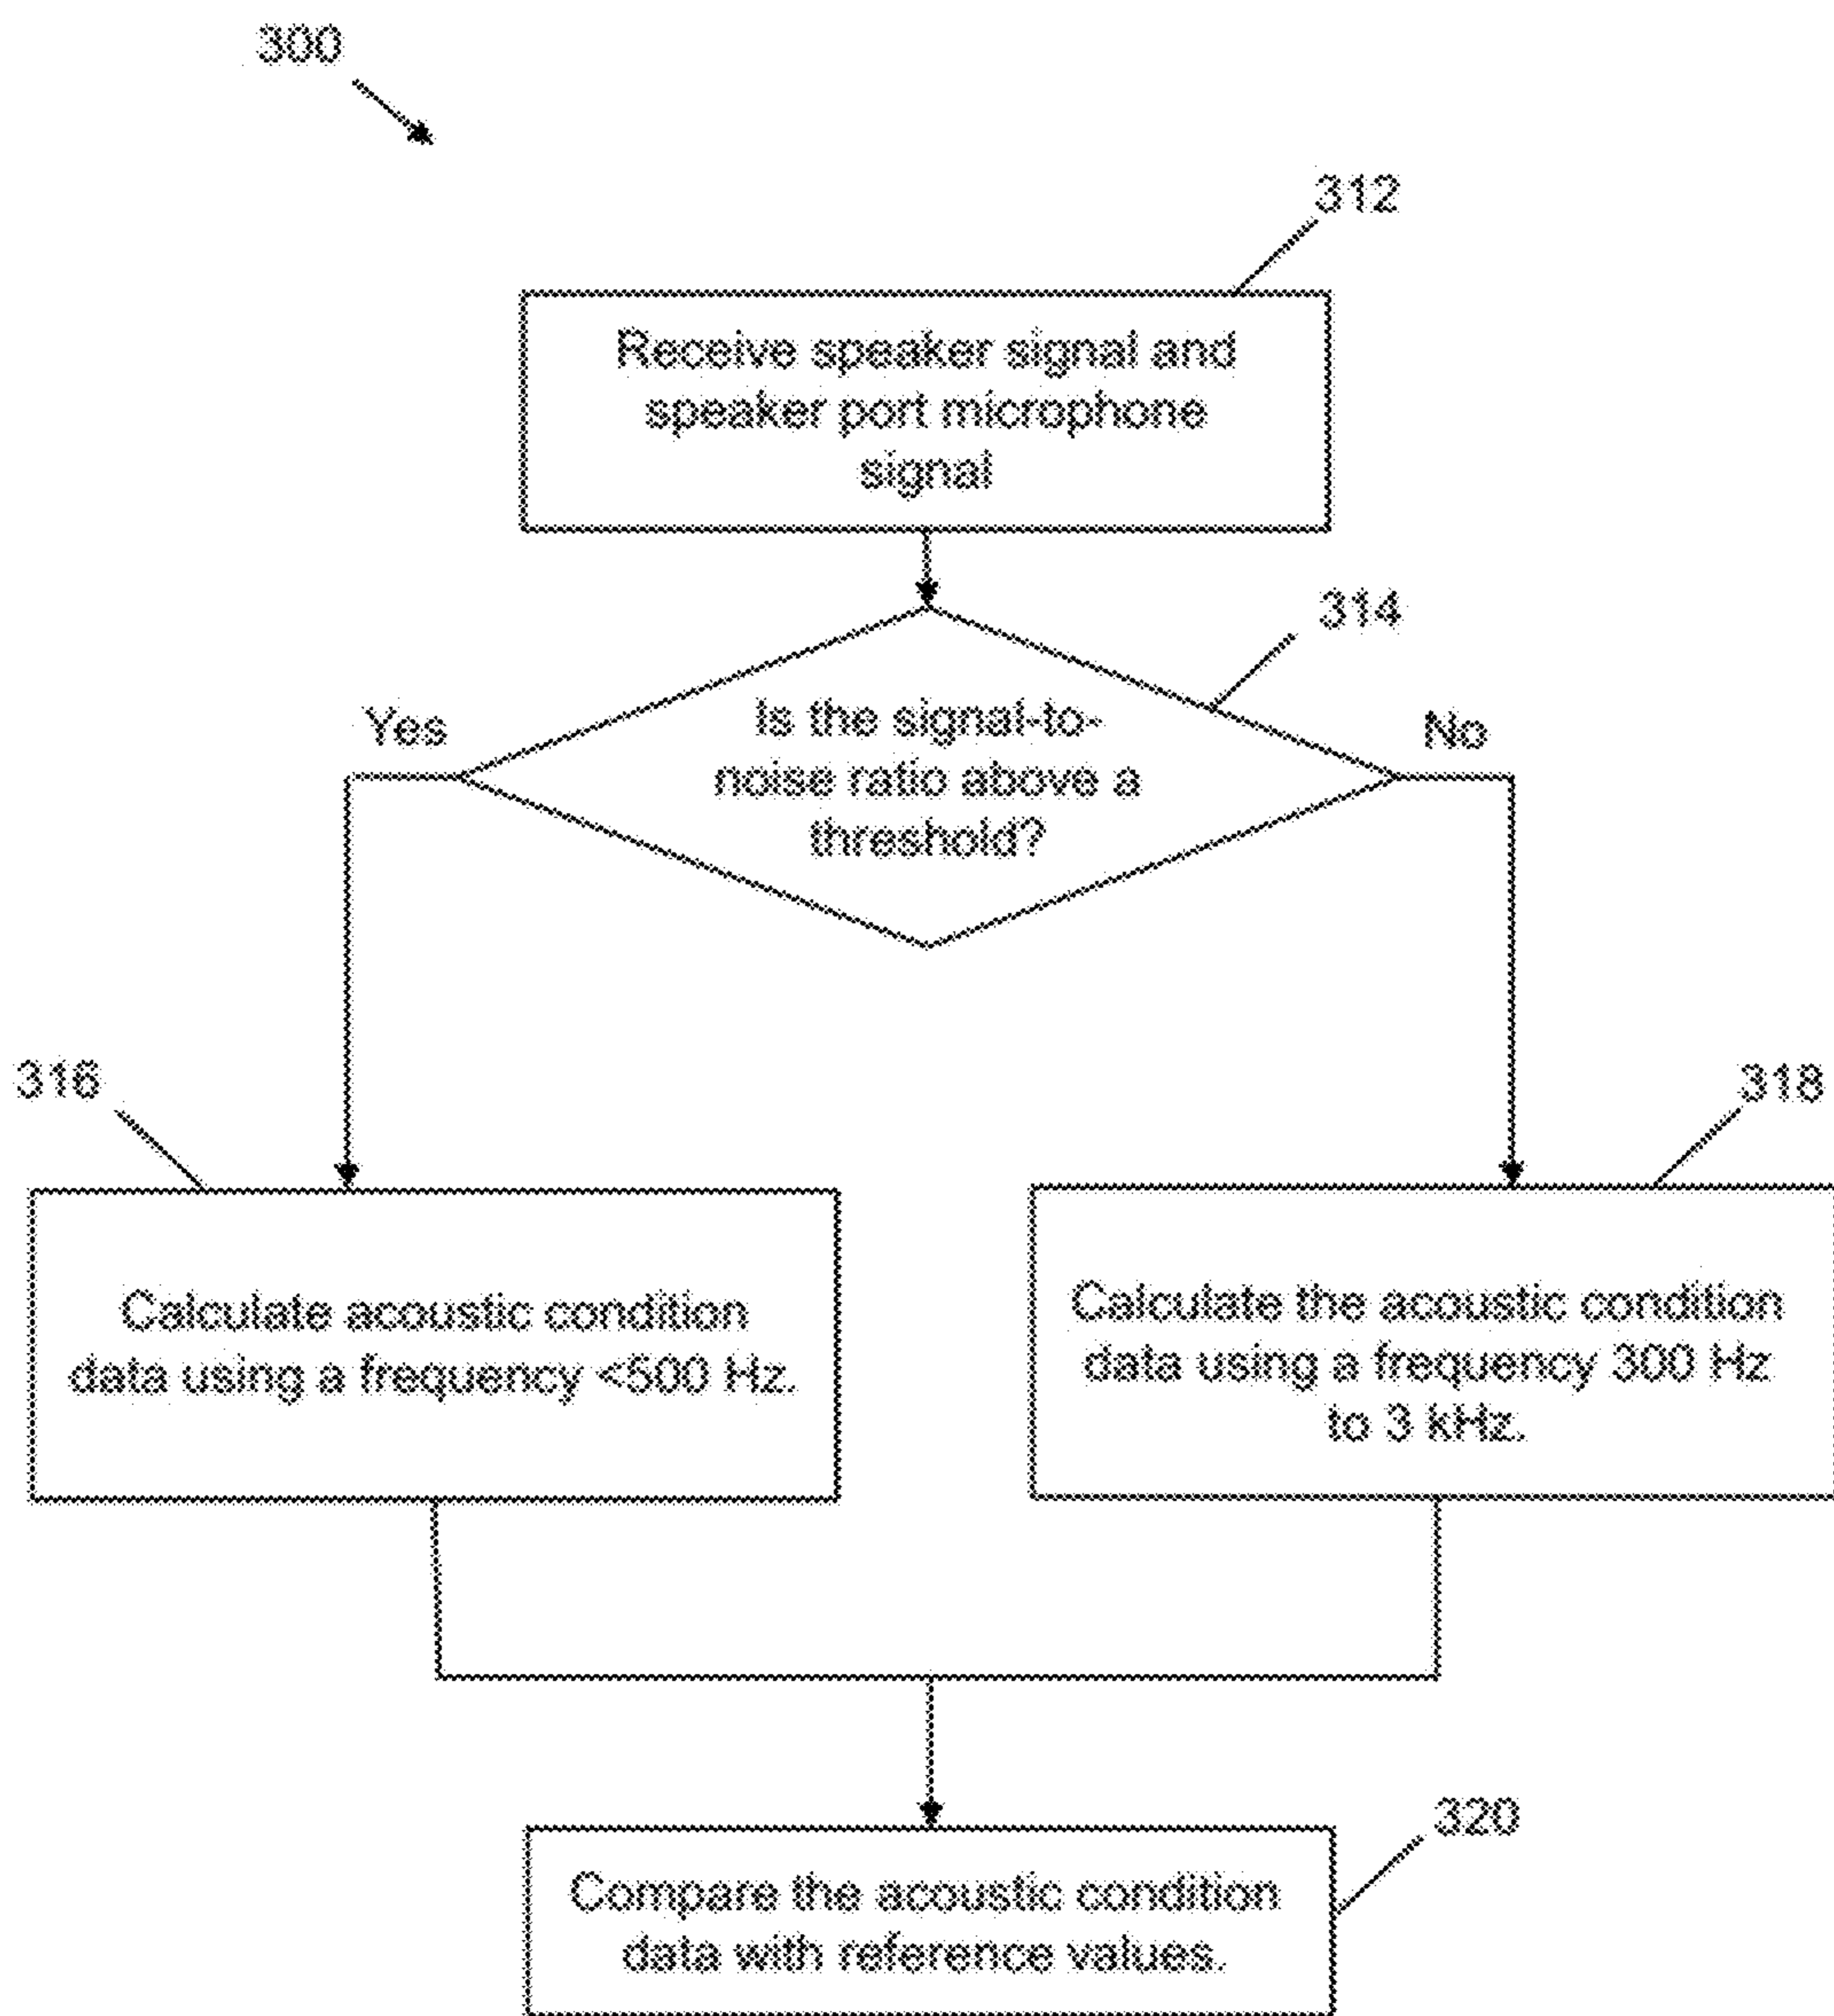 300
312
Receive speaker signal and
speaker port microphone
signal
314
Yes
Is the signal-to-
noise ratio above a
threshold?
No
316
318
Calculate acoustic condition
data using a frequency <500 Hz.
Calculate the acoustic condition
data using a frequency 300 Hz
to 3 kHz.
320
Compare the acoustic condition
data with reference values.